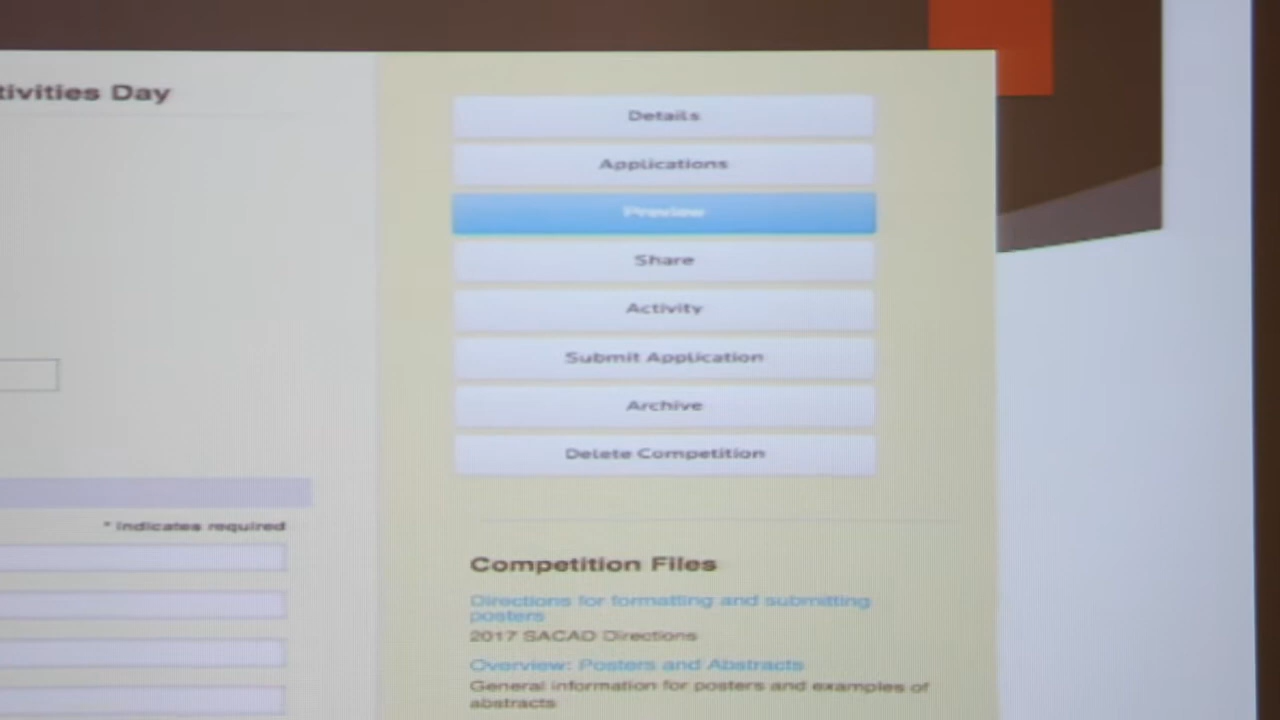 tivities Day
Details
Applications
Preview
Share
Activity
Submit Application
Archive
Delete Competition
* indicates required
Competition Files
Directions for formatting and submitting
posters
2017 SACAD Directions
Overview: Posters and Abstracts
General information for posters and examples of
abstracts